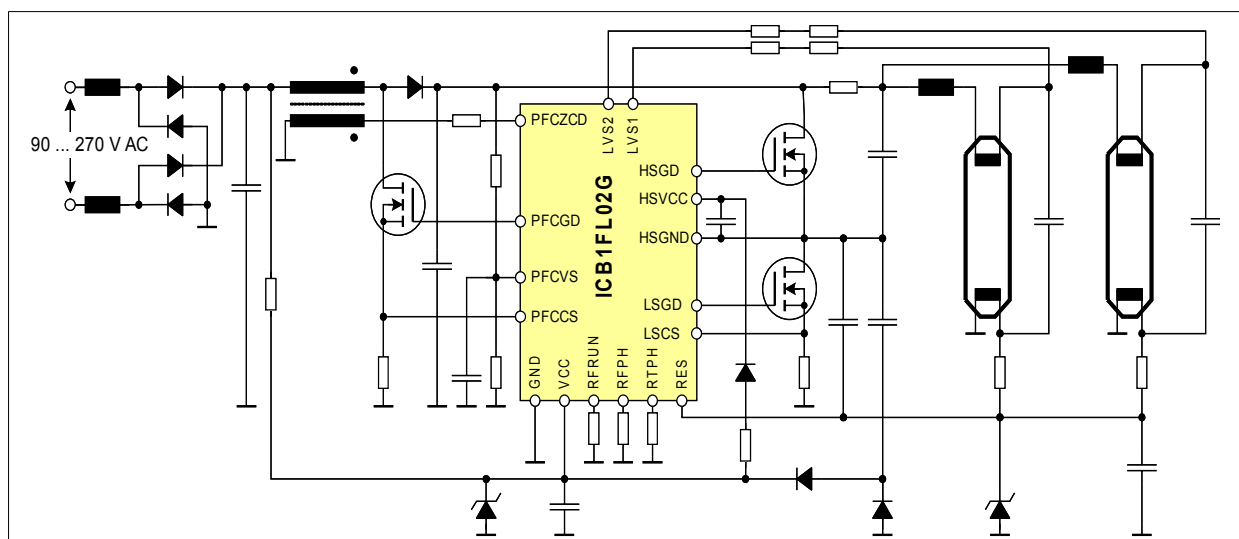 90 ... 270 V AC
PFCZCD
PFCGD
PFCVS
PFCCS
LVS2
LVS1
ICB1FL02G
HSGD
HSVCC
HSGND
LSGD
LSCS
GND
VCC
RFRUN
RFPH
RTPH
RES